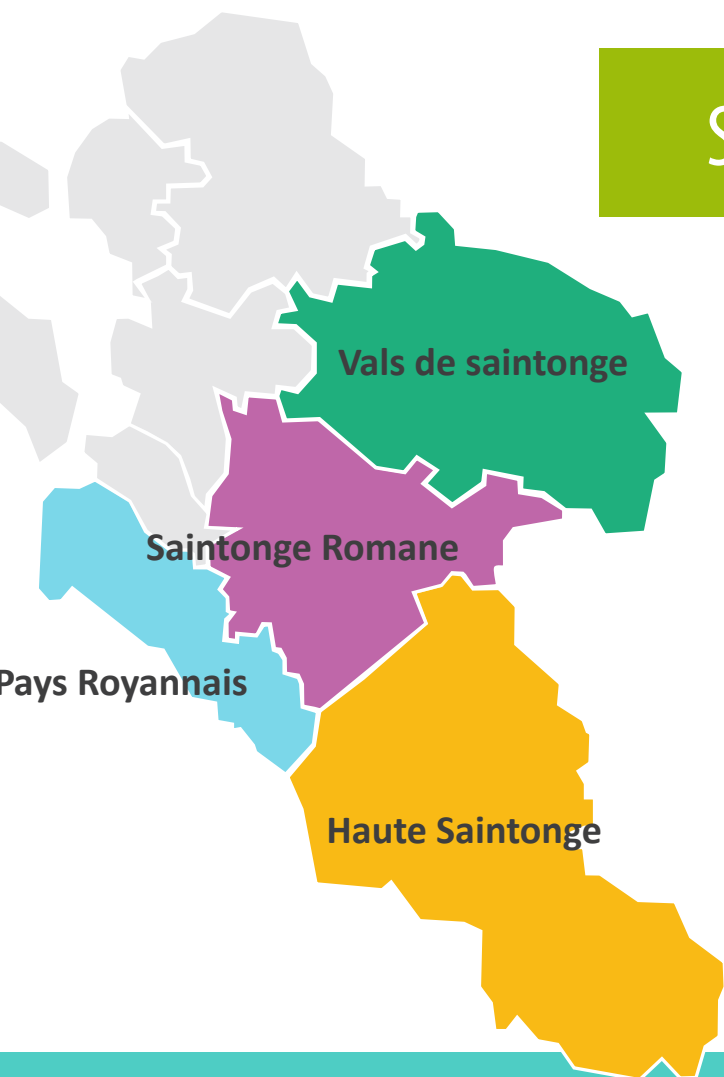 S
Vals de saintonge
Saintonge Romane
Pays Royannais
Haute Saintonge